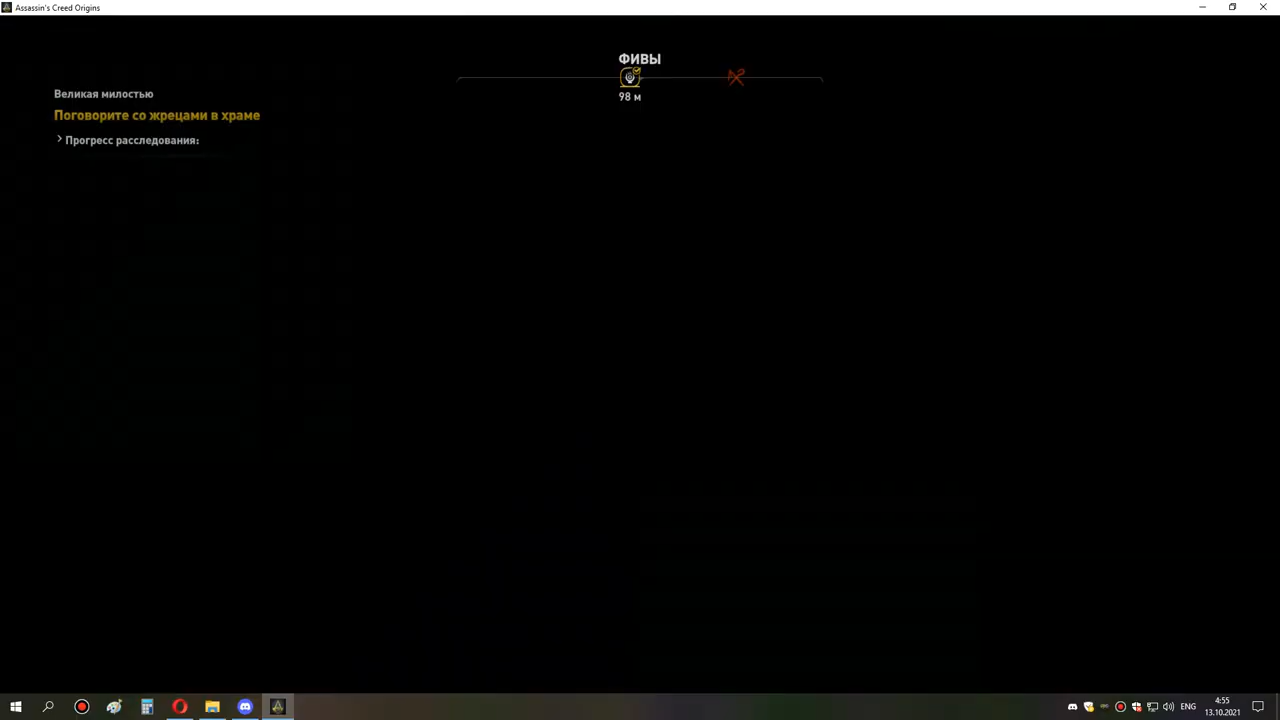 Assassin's Creed Origins
ФИВЫ
98 м
Великая милостью
Поговорите со жрецами в храме
Прогресс расследования:
ENG
4:55
13.10.2021